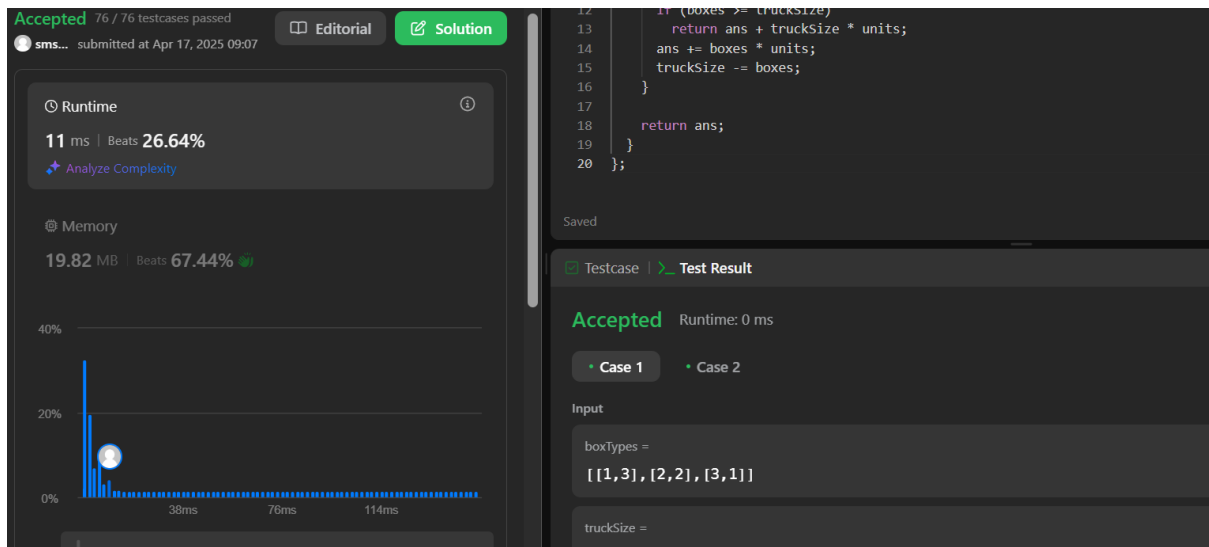 Accepted 76 / 76 testcases passed
sms... submitted at Apr 17, 2025 09:07
Editorial
Solution
Runtime
11 ms | Beats 26.64%
Analyze Complexity
Memory
19.82 MB | Beats 67.44%
40%
20%
0%
38ms 76ms 114ms
12 if (boxes >= truckSize)
13 return ans + truckSize * units;
14 ans += boxes * units;
15 truckSize -= boxes;
16 }
17
18 return ans;
19 }
20 };
Saved
Testcase | >_ Test Result
Accepted Runtime: 0 ms
• Case 1 • Case 2
Input
boxTypes =
[[1,3],[2,2],[3,1]]
truckSize =